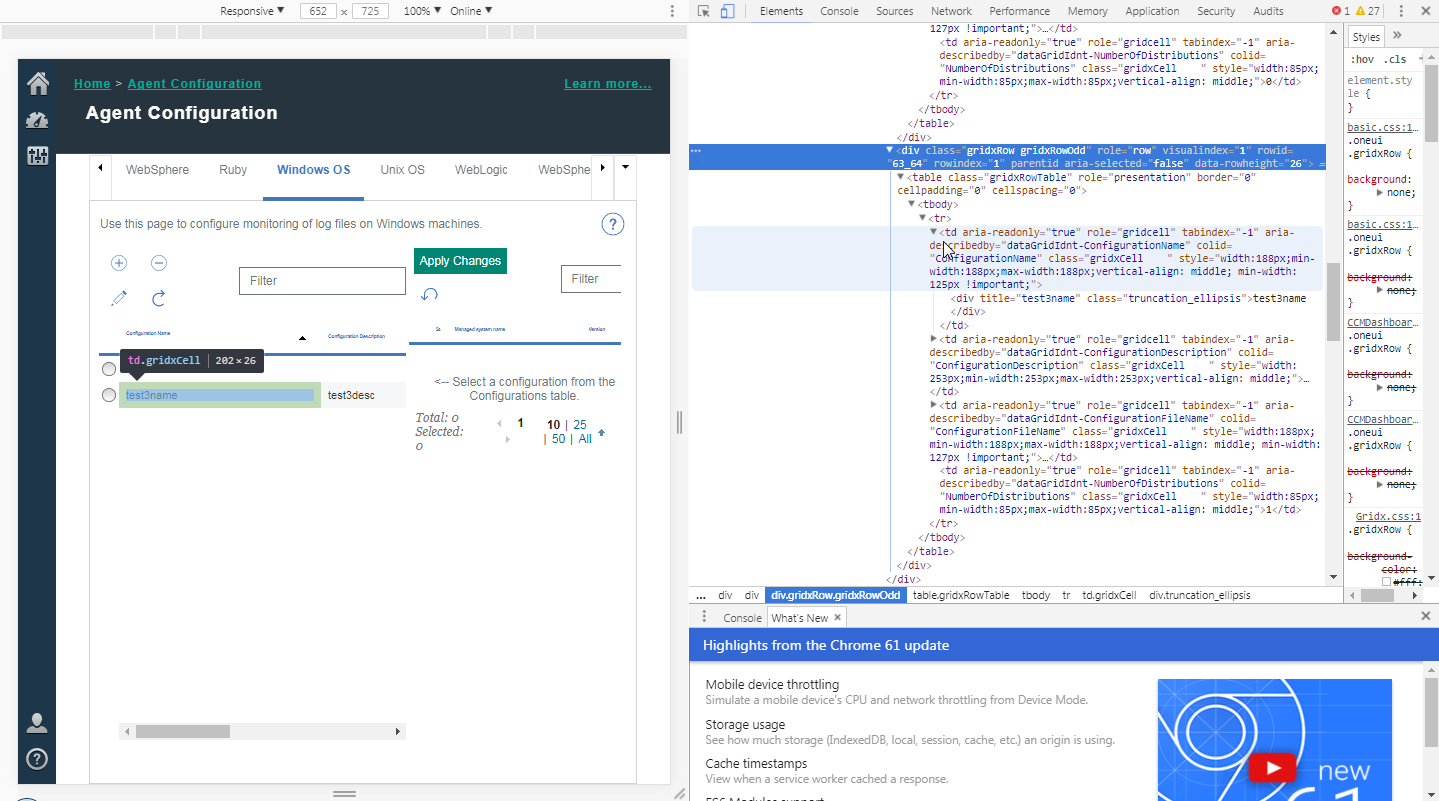 Responsive ▼ 652 x 725 100% ▼ Online ▼
Home > Agent Configuration Learn more...
Agent Configuration
WebSphere Ruby Windows OS Unix OS WebLogic WebSphe
Use this page to configure monitoring of log files on Windows machines. ?
Filter
Apply Changes
Filter
Configuration Name
Configuration Description
Managed system name
Version
td.gridxCell | 202 × 26
test3name test3desc
<-- Select a configuration from the
Configurations table.
Total: 0
Selected:
0
1
10 | 25
| 50 | All
?
Elements Console Sources Network Performance Memory Application Security Audits 1 27
127px !important;">…</td>
<td aria-readonly="true" role="gridcell" tabindex="-1" aria-
describedby="dataGridIdnt-NumberOfDistributions" colid=
"NumberOfDistributions" class="gridxCell " style="width:85px;
min-width:85px;max-width:85px;vertical-align: middle;">0</td>
</tr>
</tbody>
</table>
</div>
… <div class="gridxRow gridxRowOdd" role="row" visualindex="1" rowid=
"63_64" rowindex="1" parentid aria-selected="false" data-rowheight="26"> =
<table class="gridxRowTable" role="presentation" border="0"
cellpadding="0" cellspacing="0">
<tbody>
<tr>
<td aria-readonly="true" role="gridcell" tabindex="-1" aria-
describedby="dataGridIdnt-ConfigurationName" colid=
"ConfigurationName" class="gridxCell " style="width:188px;min-
width:188px;max-width:188px;vertical-align: middle; min-width:
125px !important;">
<div title="test3name" class="truncation_ellipsis">test3name
</div>
</td>
<td aria-readonly="true" role="gridcell" tabindex="-1" aria-
describedby="dataGridIdnt-ConfigurationDescription" colid=
"ConfigurationDescription" class="gridxCell " style="width:
253px;min-width:253px;max-width:253px;vertical-align: middle;">…
</td>
<td aria-readonly="true" role="gridcell" tabindex="-1" aria-
describedby="dataGridIdnt-ConfigurationFileName" colid=
"ConfigurationFileName" class="gridxCell " style="width:188px;
min-width:188px;max-width:188px;vertical-align: middle; min-width:
127px !important;">…</td>
<td aria-readonly="true" role="gridcell" tabindex="-1" aria-
describedby="dataGridIdnt-NumberOfDistributions" colid=
"NumberOfDistributions" class="gridxCell " style="width:85px;
min-width:85px;max-width:85px;vertical-align: middle;">1</td>
</tr>
</tbody>
</table>
</div>
</div>
... div div div.gridxRow.gridxRowOdd table.gridxRowTable tbody tr td.gridxCell div.truncation_ellipsis
Styles »
:hov .cls +
element.sty
le {
}
basic.css:1…
.oneui
.gridxRow {
background:
none;
}
basic.css:1…
.oneui
.gridxRow {
background:
none;
}
CCMDashboar…
.oneui
.gridxRow {
background:
none;
}
CCMDashboar…
.oneui
.gridxRow {
background:
none;
}
Gridx.css:1
.gridxRow {
background-
color:
#fff;
Console What's New ×
Highlights from the Chrome 61 update
Mobile device throttling
Simulate a mobile device's CPU and network throttling from Device Mode.
Storage usage
See how much storage (IndexedDB, local, session, cache, etc.) an origin is using.
Cache timestamps
View when a service worker cached a response.
ES6 Modules support
new
61